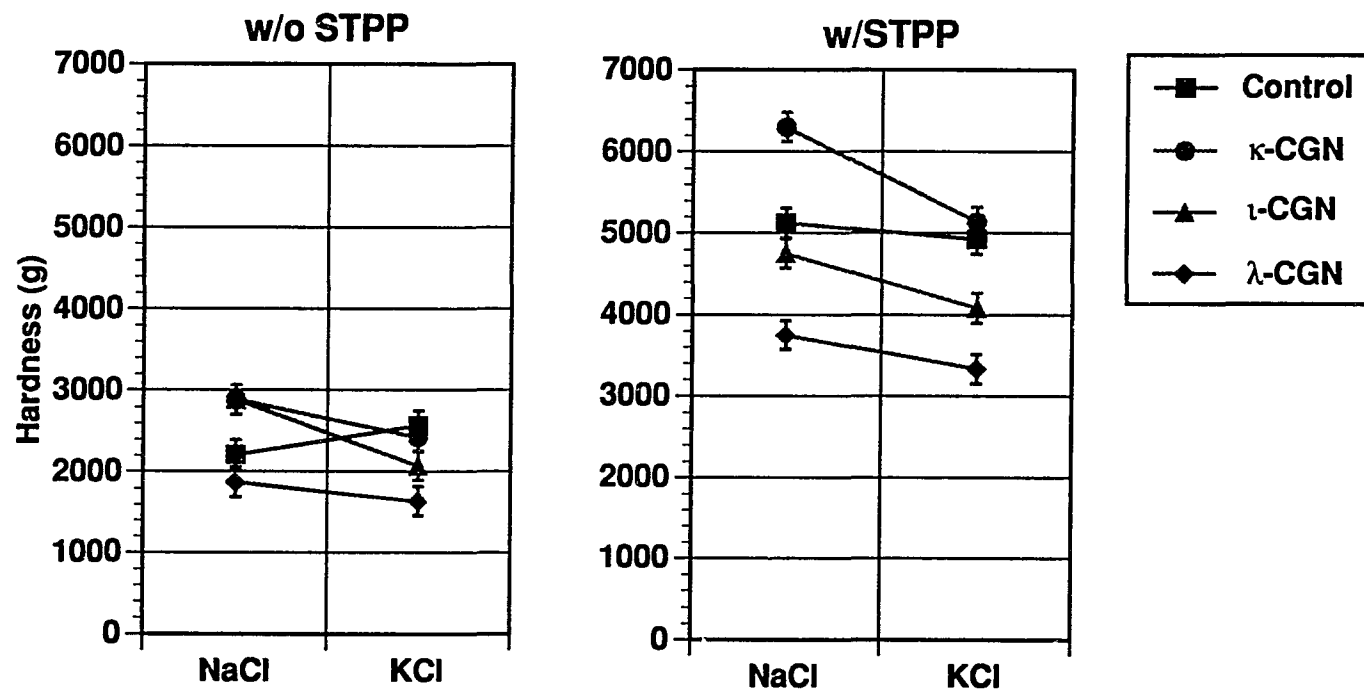 w/o STPP
w/STPP
Hardness (g)
7000
6000
5000
4000
3000
2000
1000
0
NaCl
KCl
7000
6000
5000
4000
3000
2000
1000
0
NaCl
KCl
Control
κ-CGN
ι-CGN
λ-CGN